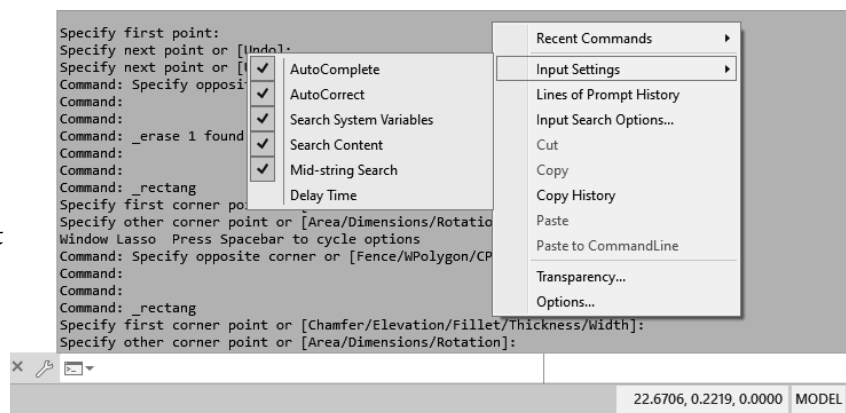 Specify first point:
Specify next point or [Undo]:
Specify next point or [
Command: Specify opposi
Command:
Command:
Command: _erase 1 found
Command:
Command:
Command: _rectang
Specify first corner po
Specify other corner point or [Area/Dimensions/Rotatio
Window Lasso  Press Spacebar to cycle options
Command: Specify opposite corner or [Fence/WPolygon/CP
Command:
Command:
Command: _rectang
Specify first corner point or [Chamfer/Elevation/Fillet/Thickness/Width]:
Specify other corner point or [Area/Dimensions/Rotation]:
AutoComplete
AutoCorrect
Search System Variables
Search Content
Mid-string Search
Delay Time
Recent Commands
Input Settings
Lines of Prompt History
Input Search Options...
Cut
Copy
Copy History
Paste
Paste to CommandLine
Transparency...
Options...
22.6706, 0.2219, 0.0000 MODEL